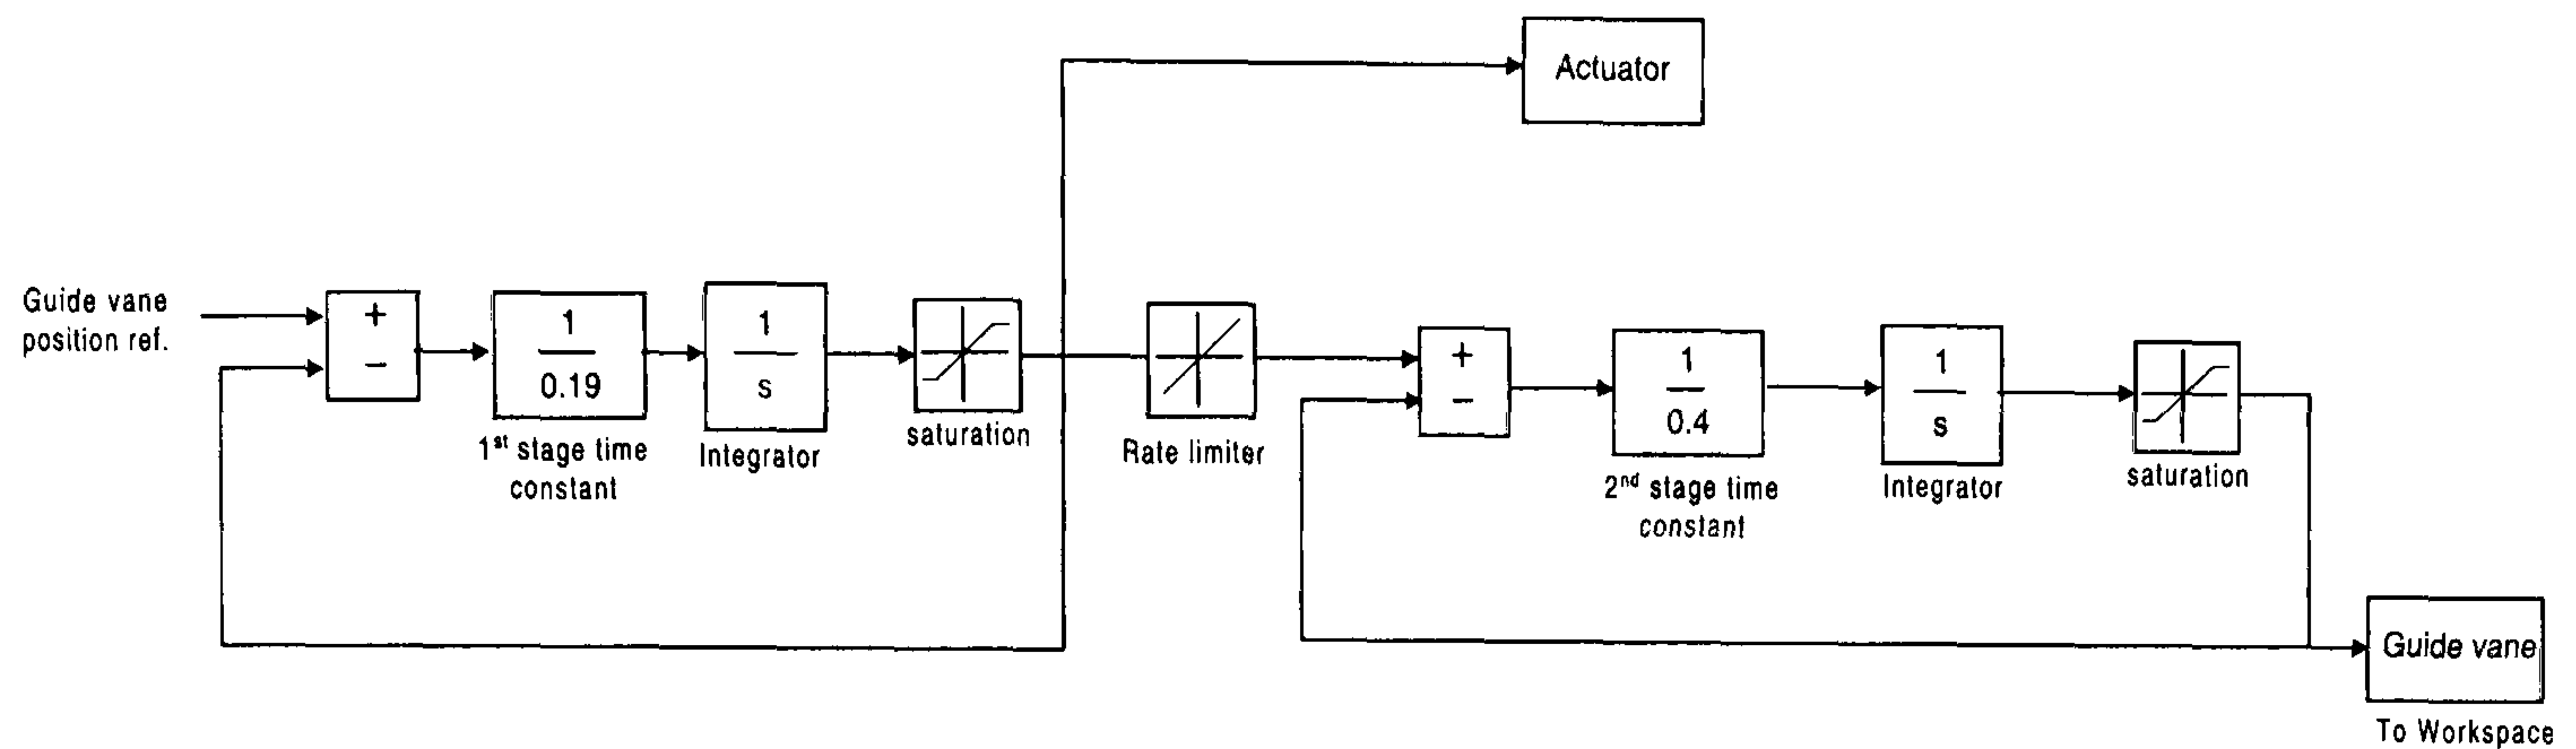 Actuator
Guide vane
position ref.
+
−
1
0.19
1st stage time
constant
1
s
Integrator
saturation
Rate limiter
+
−
1
0.4
2nd stage time
constant
1
s
Integrator
saturation
Guide vane
To Workspace